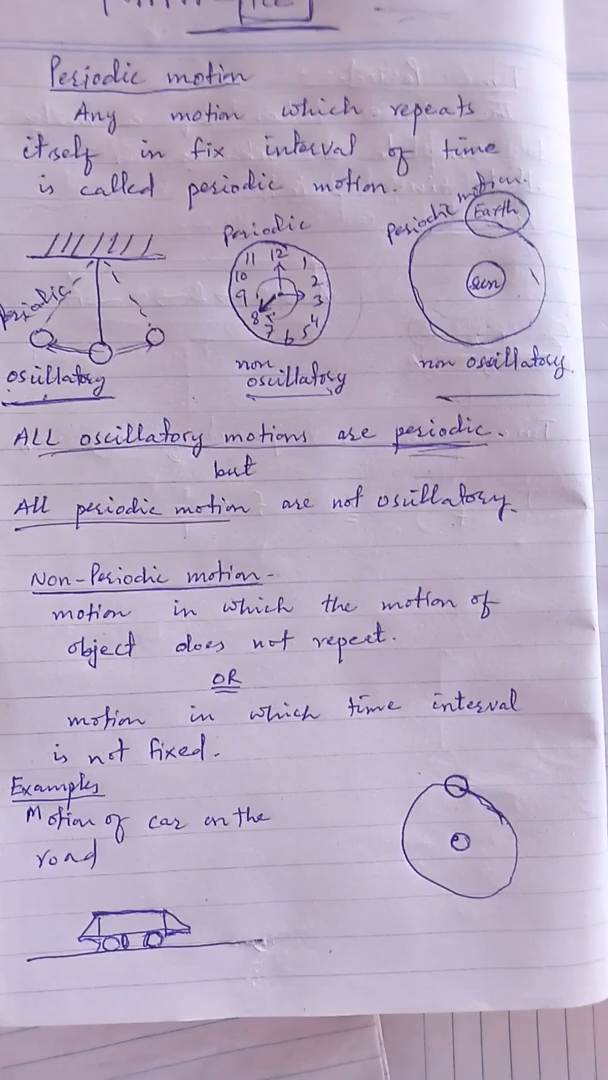 Periodic motion
Any motion which repeats
itself in fix interval of time
is called periodic motion.
Periodic
oscillatory
Periodic
11 12 1
10 2
9 3
8 7 6 5 4
non
oscillatory
Periodic motion.
Earth
Sun
non oscillatory.
ALL oscillatory motions are periodic.
but
All periodic motion are not oscillatory.
Non-Periodic motion-
motion in which the motion of
object does not repeat.
OR
motion in which time interval
is not fixed.
Examples
Motion of car on the
road